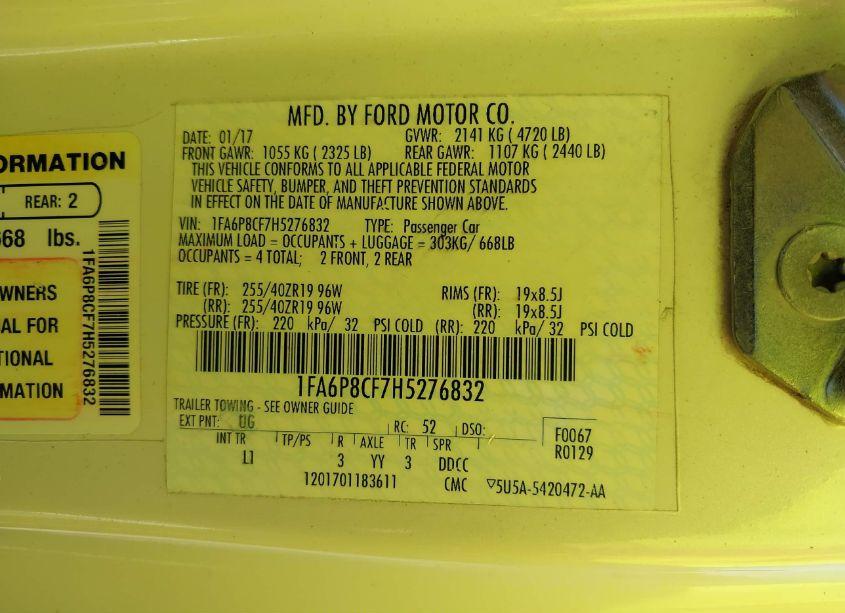 ORMATION
REAR: 2
668 lbs.
WNERS
AL FOR
TIONAL
MATION
1FA6P8CF7H5276832
MFD. BY FORD MOTOR CO.
DATE: 01/17 GVWR: 2141 KG ( 4720 LB)
FRONT GAWR: 1055 KG ( 2325 LB) REAR GAWR: 1107 KG ( 2440 LB)
THIS VEHICLE CONFORMS TO ALL APPLICABLE FEDERAL MOTOR
VEHICLE SAFETY, BUMPER, AND THEFT PREVENTION STANDARDS
IN EFFECT ON THE DATE OF MANUFACTURE SHOWN ABOVE.
VIN: 1FA6P8CF7H5276832 TYPE: Passenger Car
MAXIMUM LOAD = OCCUPANTS + LUGGAGE = 303KG/ 668LB
OCCUPANTS = 4 TOTAL; 2 FRONT, 2 REAR
TIRE (FR): 255/40ZR19 96W RIMS (FR): 19x8.5J
(RR): 255/40ZR19 96W (RR): 19x8.5J
PRESSURE (FR): 220 kPa/ 32 PSI COLD (RR): 220 kPa/ 32 PSI COLD
1FA6P8CF7H5276832
TRAILER TOWING - SEE OWNER GUIDE
EXT PNT: UG RC: 52 DSO:
F0067
R0129
INT TR TP/PS R AXLE TR SPR
LI 3 YY 3 DDCC
1201701183611 CMC ▽5U5A-5420472-AA